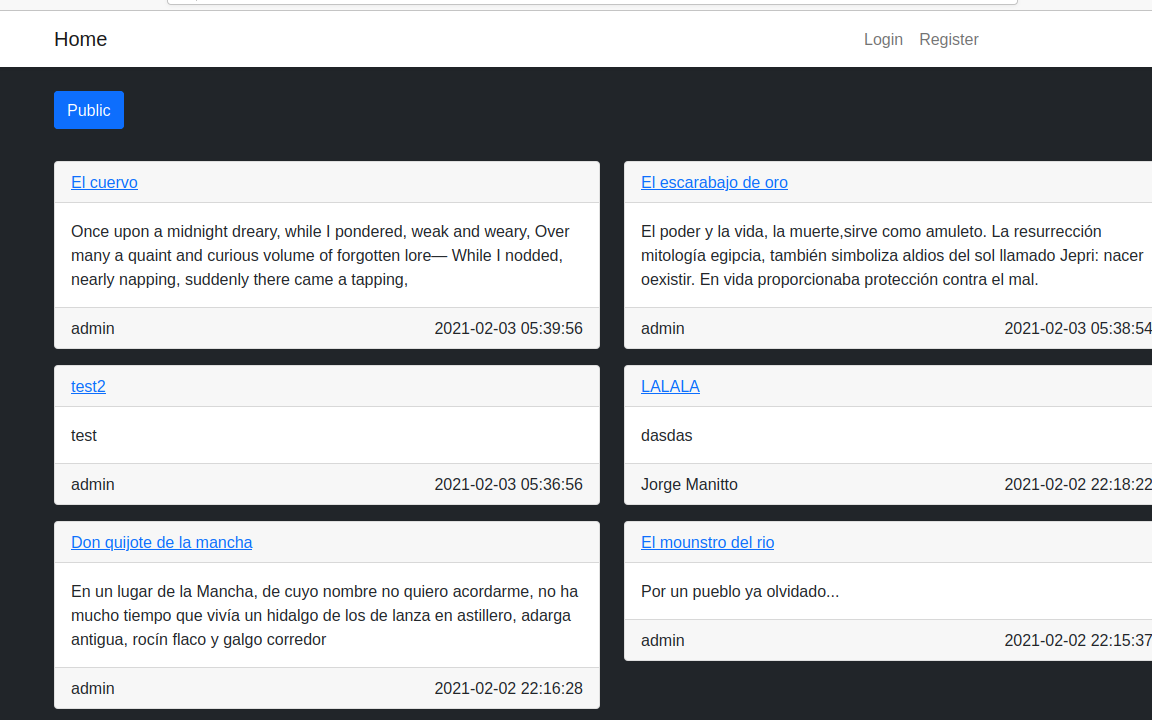 Home
Login
Register
Public
El cuervo
Once upon a midnight dreary, while I pondered, weak and weary, Over
many a quaint and curious volume of forgotten lore— While I nodded,
nearly napping, suddenly there came a tapping,
admin
2021-02-03 05:39:56
El escarabajo de oro
El poder y la vida, la muerte,sirve como amuleto. La resurrección
mitología egipcia, también simboliza aldios del sol llamado Jepri: nacer
oexistir. En vida proporcionaba protección contra el mal.
admin
2021-02-03 05:38:54
test2
test
admin
2021-02-03 05:36:56
LALALA
dasdas
Jorge Manitto
2021-02-02 22:18:22
Don quijote de la mancha
En un lugar de la Mancha, de cuyo nombre no quiero acordarme, no ha
mucho tiempo que vivía un hidalgo de los de lanza en astillero, adarga
antigua, rocín flaco y galgo corredor
admin
2021-02-02 22:16:28
El mounstro del rio
Por un pueblo ya olvidado...
admin
2021-02-02 22:15:37